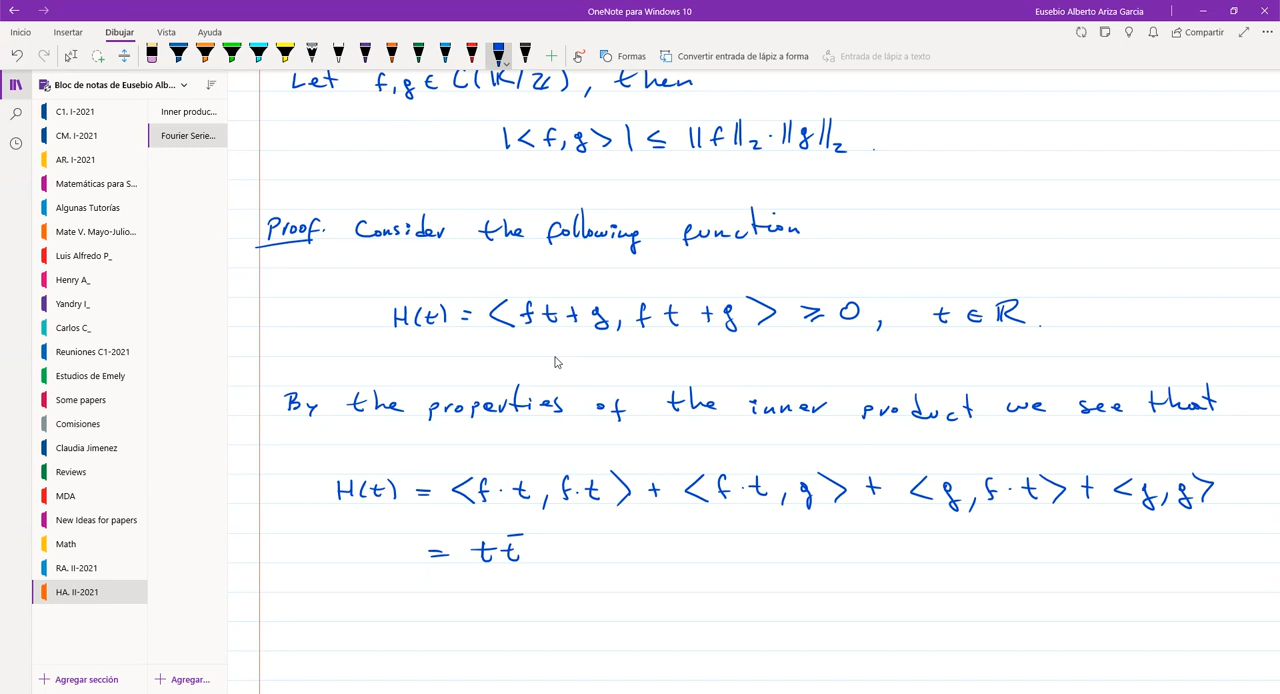 OneNote para Windows 10
Eusebio Alberto Ariza Garcia
Inicio Insertar Dibujar Vista Ayuda
Compartir
Formas Convertir entrada de lápiz a forma Entrada de lápiz a texto
Bloc de notas de Eusebio Alb...
C1. I-2021
CM. I-2021
AR. I-2021
Matemáticas para S...
Algunas Tutorías
Mate V. Mayo-Julio...
Luis Alfredo P_
Henry A_
Yandry I_
Carlos C_
Reuniones C1-2021
Estudios de Emely
Some papers
Comisiones
Claudia Jimenez
Reviews
MDA
New Ideas for papers
Math
RA. II-2021
HA. II-2021
Agregar sección
Inner produc...
Fourier Serie...
Agregar...
Let f,g ∈ C(ℝ/ℤ), then
|<f,g>| ≤ ||f||₂·||g||₂.
Proof. Consider the following function
H(t) = <ft+g, ft+g> ≥ 0, t ∈ ℝ.
By the properties of the inner product we see that
H(t) = <f·t, f·t> + <f·t, g> + <g, f·t> + <g, g>
= t t̄